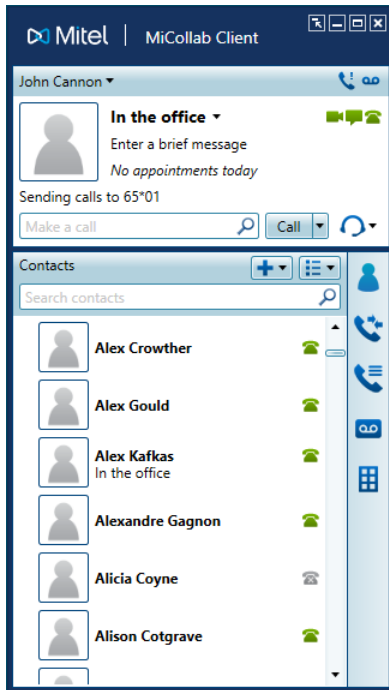 Mitel | MiCollab Client
John Cannon
In the office
Enter a brief message
No appointments today
Sending calls to 65*01
Make a call
Call
Contacts
Search contacts
Alex Crowther
Alex Gould
Alex Kafkas
In the office
Alexandre Gagnon
Alicia Coyne
Alison Cotgrave